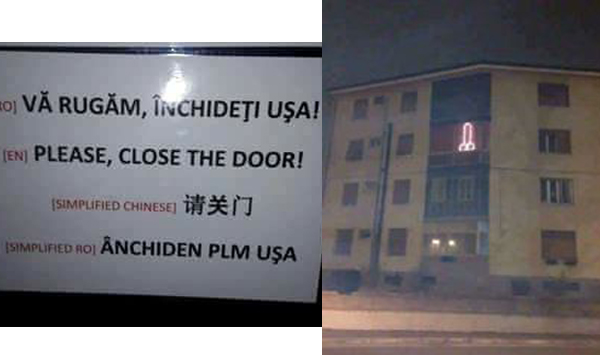 RO] VĂ RUGĂM, ÎNCHIDEŢI UŞA!
[EN] PLEASE, CLOSE THE DOOR!
[SIMPLIFIED CHINESE] 请关门
[SIMPLIFIED RO] ÂNCHIDEN PLM UŞA